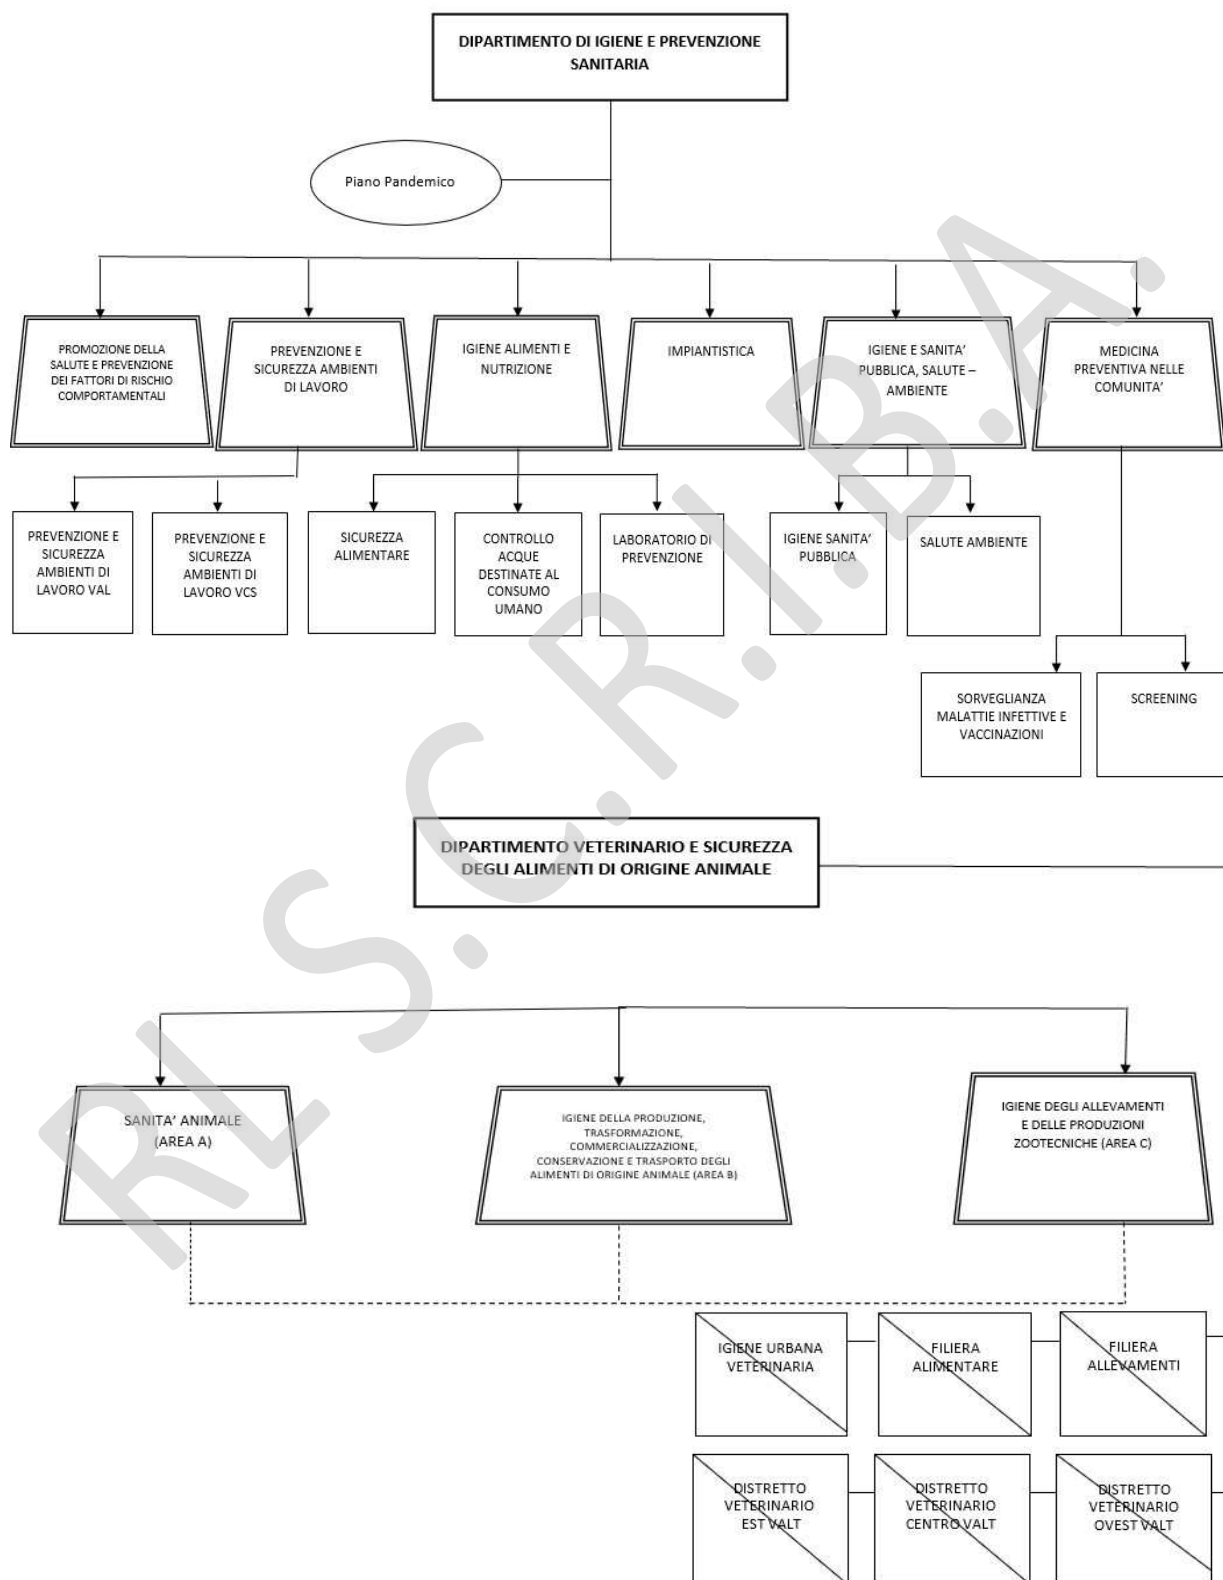 DIPARTIMENTO DI IGIENE E PREVENZIONE
SANITARIA
Piano Pandemico
PROMOZIONE DELLA
SALUTE E PREVENZIONE
DEI FATTORI DI RISCHIO
COMPORTAMENTALI
PREVENZIONE E
SICUREZZA AMBIENTI
DI LAVORO
IGIENE ALIMENTI E
NUTRIZIONE
IMPIANTISTICA
IGIENE E SANITA’
PUBBLICA, SALUTE –
AMBIENTE
MEDICINA
PREVENTIVA NELLE
COMUNITA’
PREVENZIONE E
SICUREZZA
AMBIENTI DI
LAVORO VAL
PREVENZIONE E
SICUREZZA
AMBIENTI DI
LAVORO VCS
SICUREZZA
ALIMENTARE
CONTROLLO
ACQUE
DESTINATE AL
CONSUMO
UMANO
LABORATORIO DI
PREVENZIONE
IGIENE SANITA’
PUBBLICA
SALUTE AMBIENTE
SORVEGLIANZA
MALATTIE INFETTIVE E
VACCINAZIONI
SCREENING
DIPARTIMENTO VETERINARIO E SICUREZZA
DEGLI ALIMENTI DI ORIGINE ANIMALE
SANITA’ ANIMALE
(AREA A)
IGIENE DELLA PRODUZIONE,
TRASFORMAZIONE,
COMMERCIALIZZAZIONE,
CONSERVAZIONE E TRASPORTO DEGLI
ALIMENTI DI ORIGINE ANIMALE (AREA B)
IGIENE DEGLI ALLEVAMENTI
E DELLE PRODUZIONI
ZOOTECNICHE (AREA C)
IGIENE URBANA
VETERINARIA
FILIERA
ALIMENTARE
FILIERA
ALLEVAMENTI
DISTRETTO
VETERINARIO
EST VALT
DISTRETTO
VETERINARIO
CENTRO VALT
DISTRETTO
VETERINARIO
OVEST VALT
RL S.C.R.I.B.A.